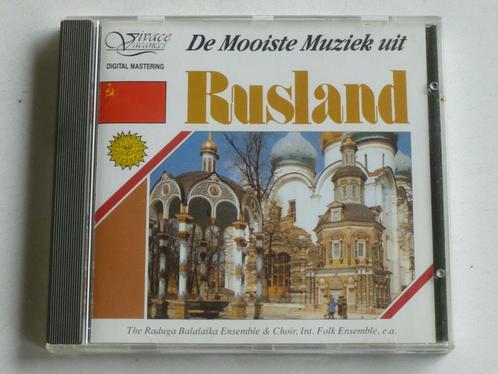 Vivace
Vacances
DIGITAL MASTERING
De Mooiste Muziek uit
Rusland
The Raduga Balalaika Ensemble & Choir, Int. Folk Ensemble, e.a.